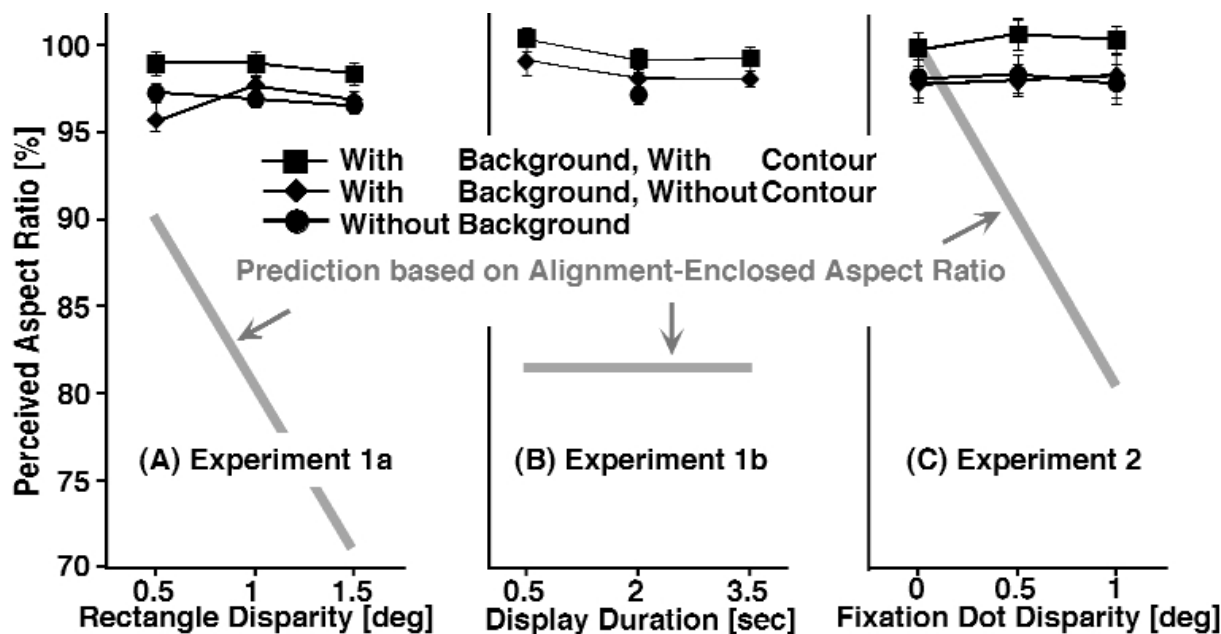 Perceived Aspect Ratio [%]
100
95
90
85
80
75
70
With Background, With Contour
With Background, Without Contour
Without Background
Prediction based on Alignment-Enclosed Aspect Ratio
(A) Experiment 1a
(B) Experiment 1b
(C) Experiment 2
0.5 1 1.5
0.5 2 3.5
0 0.5 1
Rectangle Disparity [deg]
Display Duration [sec]
Fixation Dot Disparity [deg]